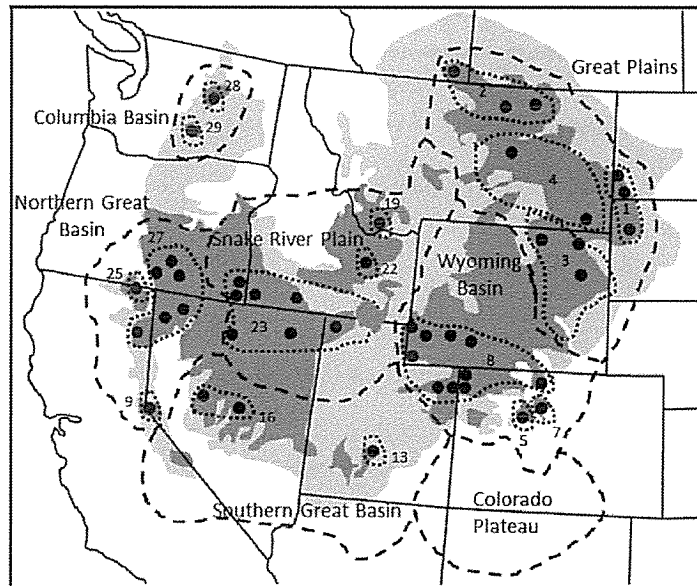 Great Plains
2
28
Columbia Basin
29
4
1
Northern Great
Basin
19
27
Snake River Plain
22
Wyoming
Basin
3
25
23
8
9
16
5
7
13
Southern Great Basin
Colorado
Plateau